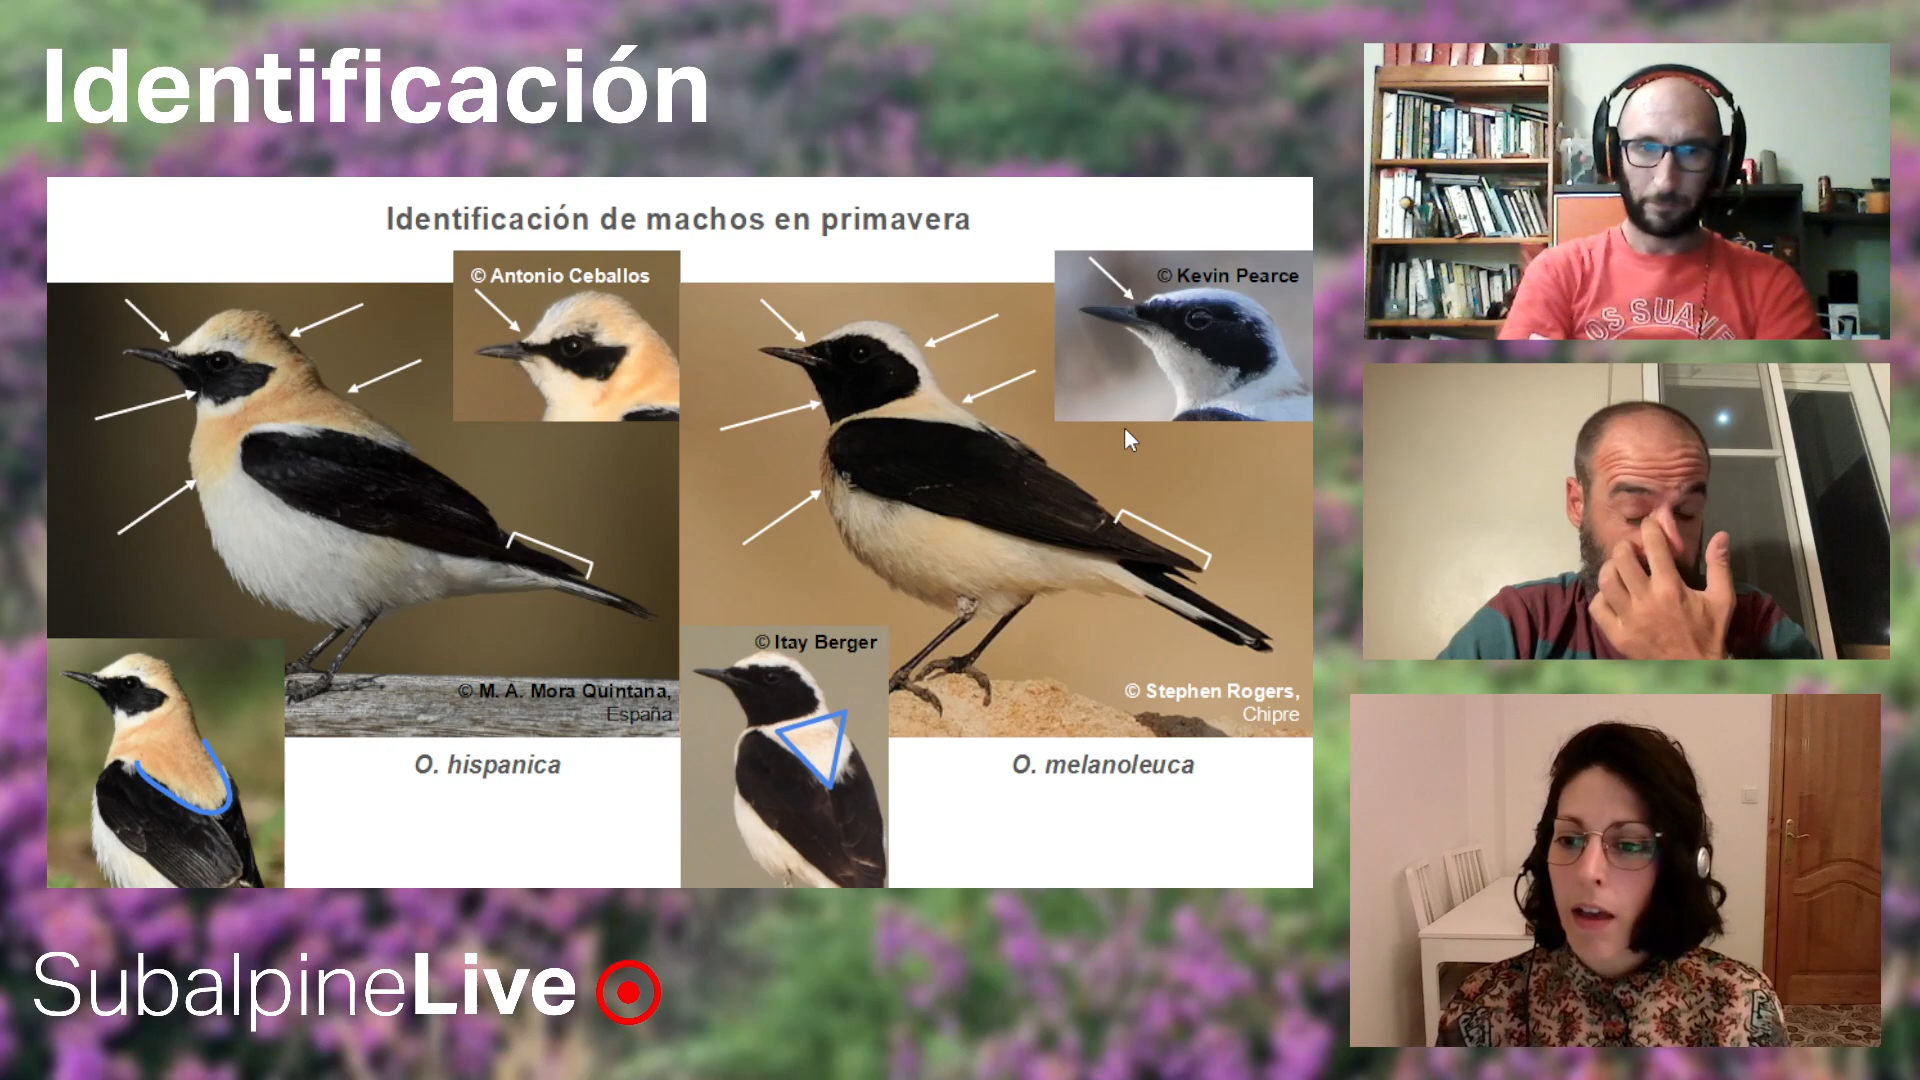 Identificación
Identificación de machos en primavera
© Antonio Ceballos
© Kevin Pearce
© M. A. Mora Quintana,
España
© Itay Berger
© Stephen Rogers,
Chipre
O. hispanica
O. melanoleuca
SubalpineLive